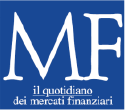 MF
il quotidiano
dei mercati finanziari